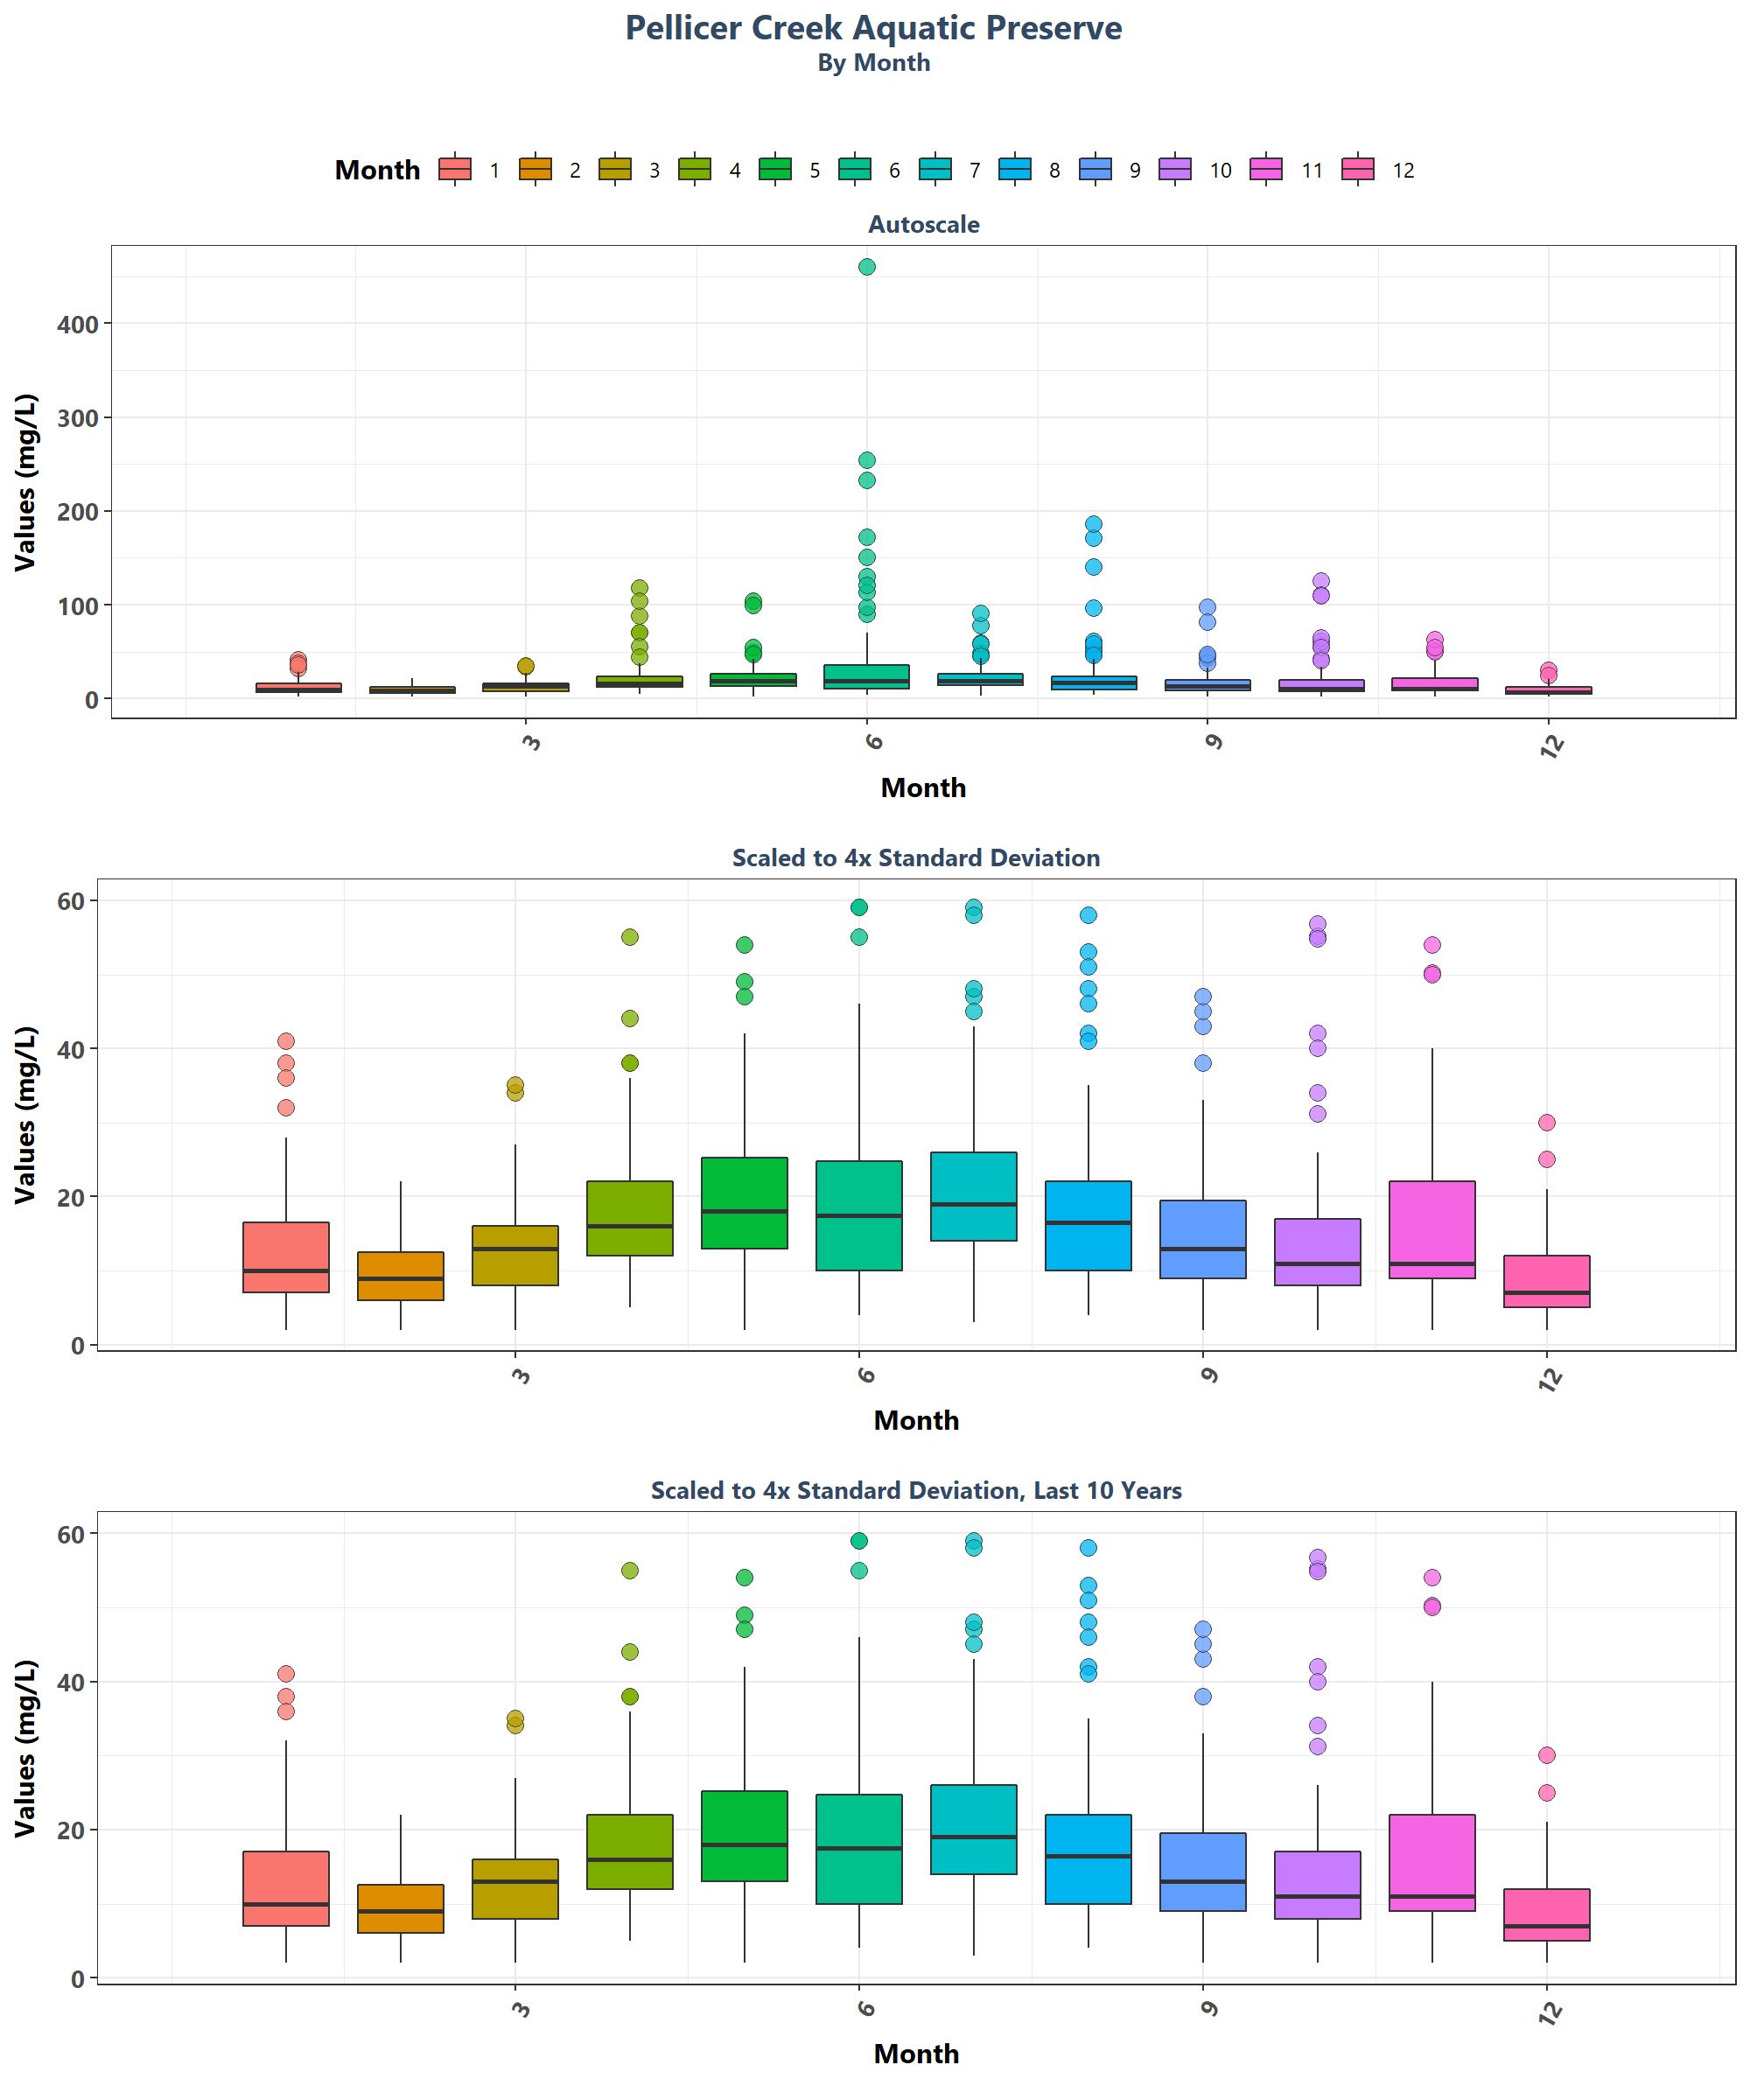 Pellicer Creek Aquatic Preserve
By Month
Month 1 2 3 4 5 6 7 8 9 10 11 12
Autoscale
Values (mg/L)
400
300
200
100
0
3 6 9 12
Month
Scaled to 4x Standard Deviation
Values (mg/L)
60
40
20
0
3 6 9 12
Month
Scaled to 4x Standard Deviation, Last 10 Years
Values (mg/L)
60
40
20
0
3 6 9 12
Month